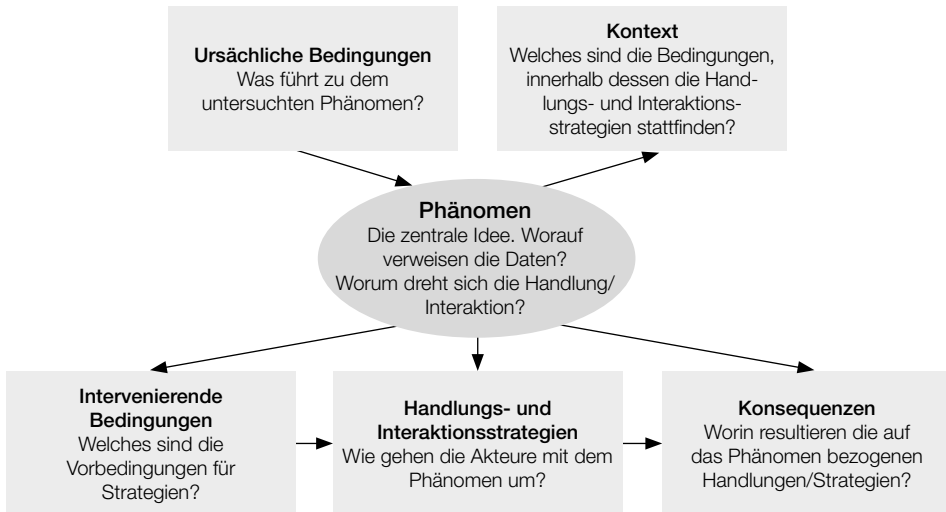 Ursächliche Bedingungen
Was führt zu dem
untersuchten Phänomen?
Kontext
Welches sind die Bedingungen,
innerhalb dessen die Hand-
lungs- und Interaktions-
strategien stattfinden?
Phänomen
Die zentrale Idee. Worauf
verweisen die Daten?
Worum dreht sich die Handlung/
Interaktion?
Intervenierende
Bedingungen
Welches sind die
Vorbedingungen für
Strategien?
Handlungs- und
Interaktionsstrategien
Wie gehen die Akteure mit dem
Phänomen um?
Konsequenzen
Worin resultieren die auf
das Phänomen bezogenen
Handlungen/Strategien?